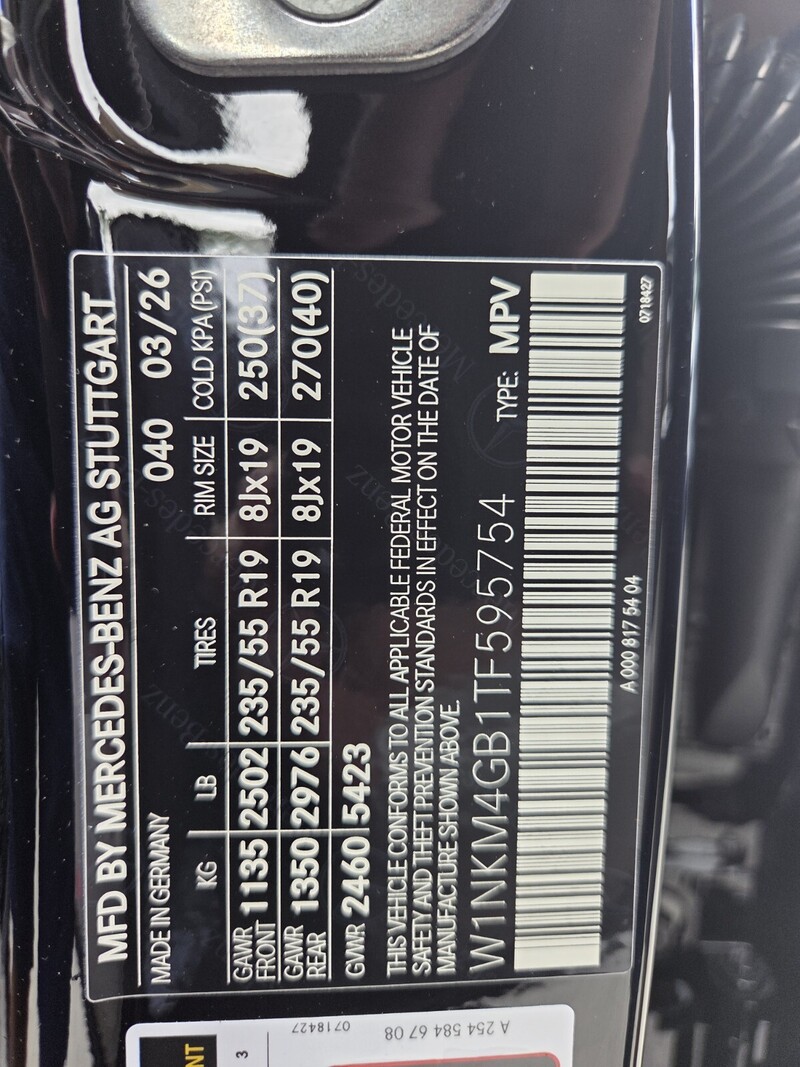 MFD BY MERCEDES-BENZ AG STUTTGART
MADE IN GERMANY 040 03/26
KG LB TIRES RIM SIZE COLD KPA (PSI)
GAWR FRONT 1135 2502 235/55 R19 8Jx19 250(37)
GAWR REAR 1350 2976 235/55 R19 8Jx19 270(40)
GVWR 2460 5423
THIS VEHICLE CONFORMS TO ALL APPLICABLE FEDERAL MOTOR VEHICLE
SAFETY AND THEFT PREVENTION STANDARDS IN EFFECT ON THE DATE OF
MANUFACTURE SHOWN ABOVE.
W1NKM4GB1TF595754 TYPE: MPV
A 000 817 54 04 0718427
A 254 584 67 08 0718427
3